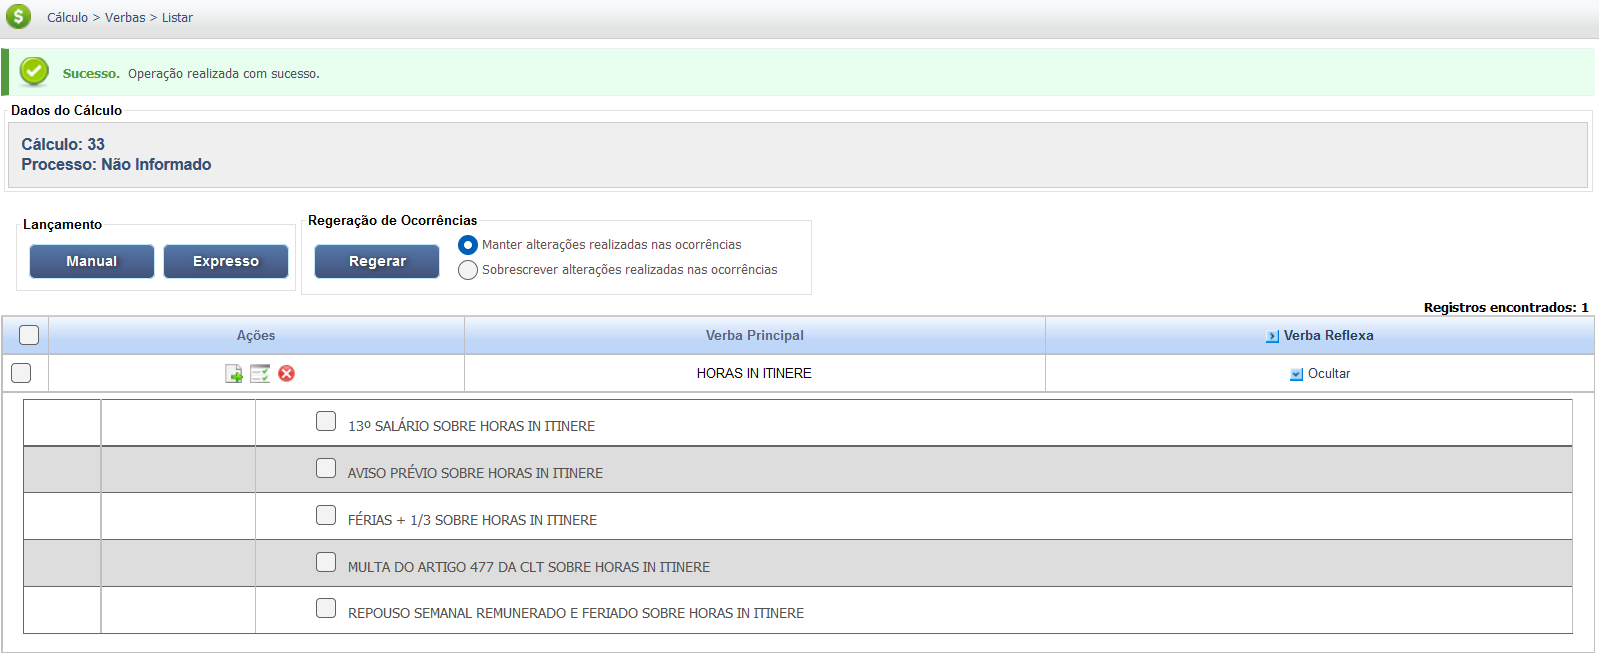 Cálculo > Verbas > Listar
Sucesso. Operação realizada com sucesso.
Dados do Cálculo
Cálculo: 33
Processo: Não Informado
Lançamento
Manual
Expresso
Regeração de Ocorrências
Regerar
Manter alterações realizadas nas ocorrências
Sobrescrever alterações realizadas nas ocorrências
Registros encontrados: 1
Ações
Verba Principal
Verba Reflexa
HORAS IN ITINERE
Ocultar
13º SALÁRIO SOBRE HORAS IN ITINERE
AVISO PRÉVIO SOBRE HORAS IN ITINERE
FÉRIAS + 1/3 SOBRE HORAS IN ITINERE
MULTA DO ARTIGO 477 DA CLT SOBRE HORAS IN ITINERE
REPOUSO SEMANAL REMUNERADO E FERIADO SOBRE HORAS IN ITINERE